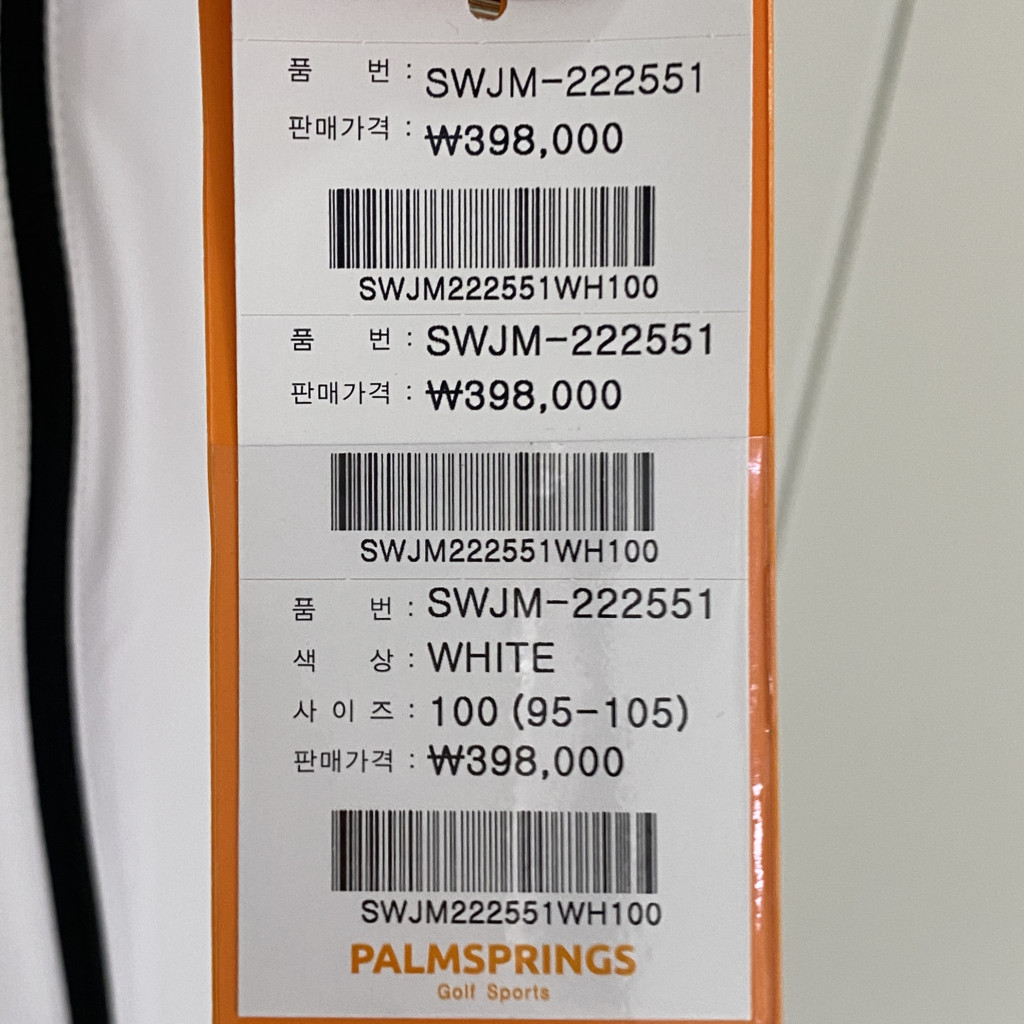 품 번 : SWJM-222551
판매가격 : ₩398,000
SWJM222551WH100
품 번 : SWJM-222551
판매가격 : ₩398,000
SWJM222551WH100
품 번 : SWJM-222551
색 상 : WHITE
사 이 즈 : 100 (95-105)
판매가격 : ₩398,000
SWJM222551WH100
PALMSPRINGS
Golf Sports